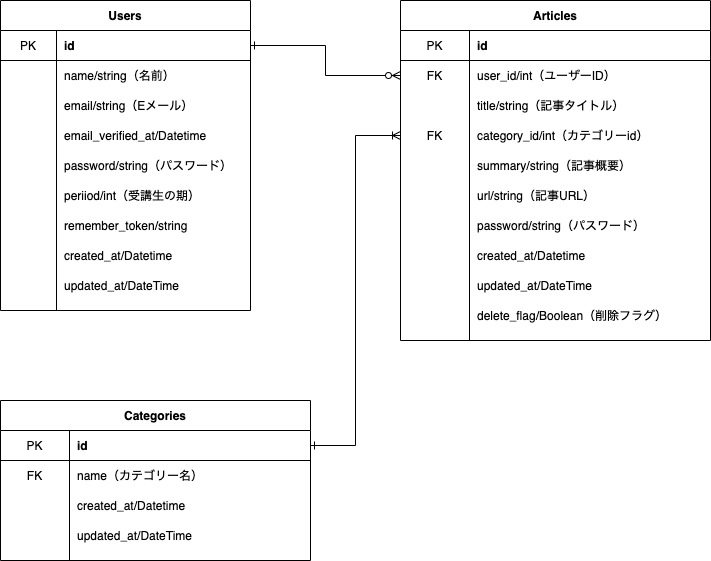 Users
PK id
name/string（名前）
email/string（Eメール）
email_verified_at/Datetime
password/string（パスワード）
periiod/int（受講生の期）
remember_token/string
created_at/Datetime
updated_at/DateTime
Articles
PK id
FK user_id/int（ユーザーID）
title/string（記事タイトル）
FK category_id/int（カテゴリーid）
summary/string（記事概要）
url/string（記事URL）
password/string（パスワード）
created_at/Datetime
updated_at/DateTime
delete_flag/Boolean（削除フラグ）
Categories
PK id
FK name（カテゴリー名）
created_at/Datetime
updated_at/DateTime